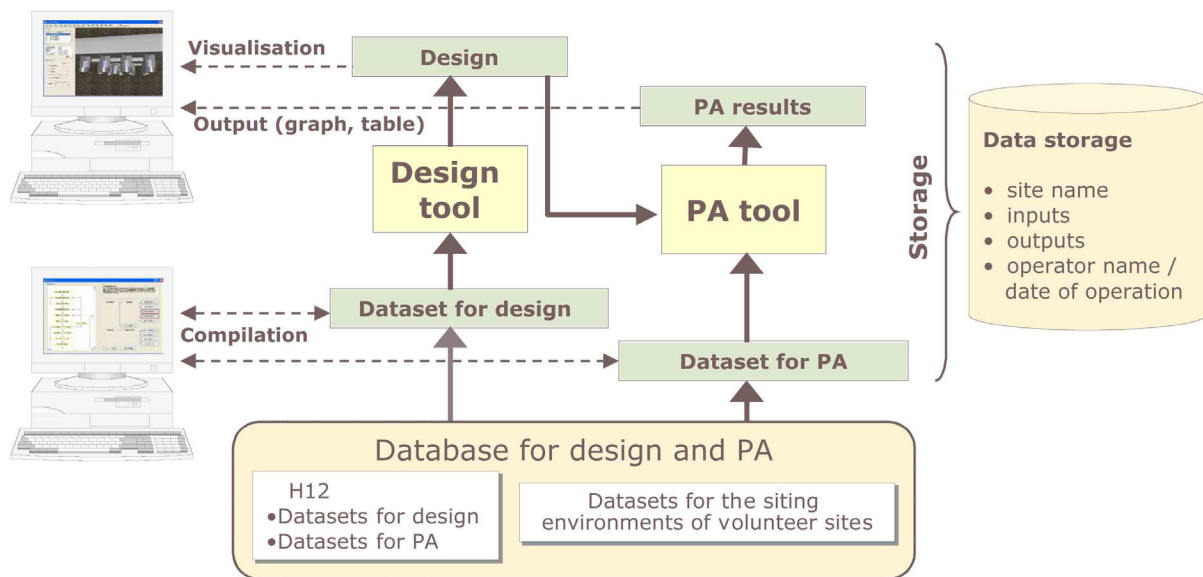 Visualisation
Design
Output (graph, table)
PA results
Design
tool
PA tool
Storage
Data storage
• site name
• inputs
• outputs
• operator name /
date of operation
Dataset for design
Compilation
Dataset for PA
Database for design and PA
H12
•Datasets for design
•Datasets for PA
Datasets for the siting
environments of volunteer sites